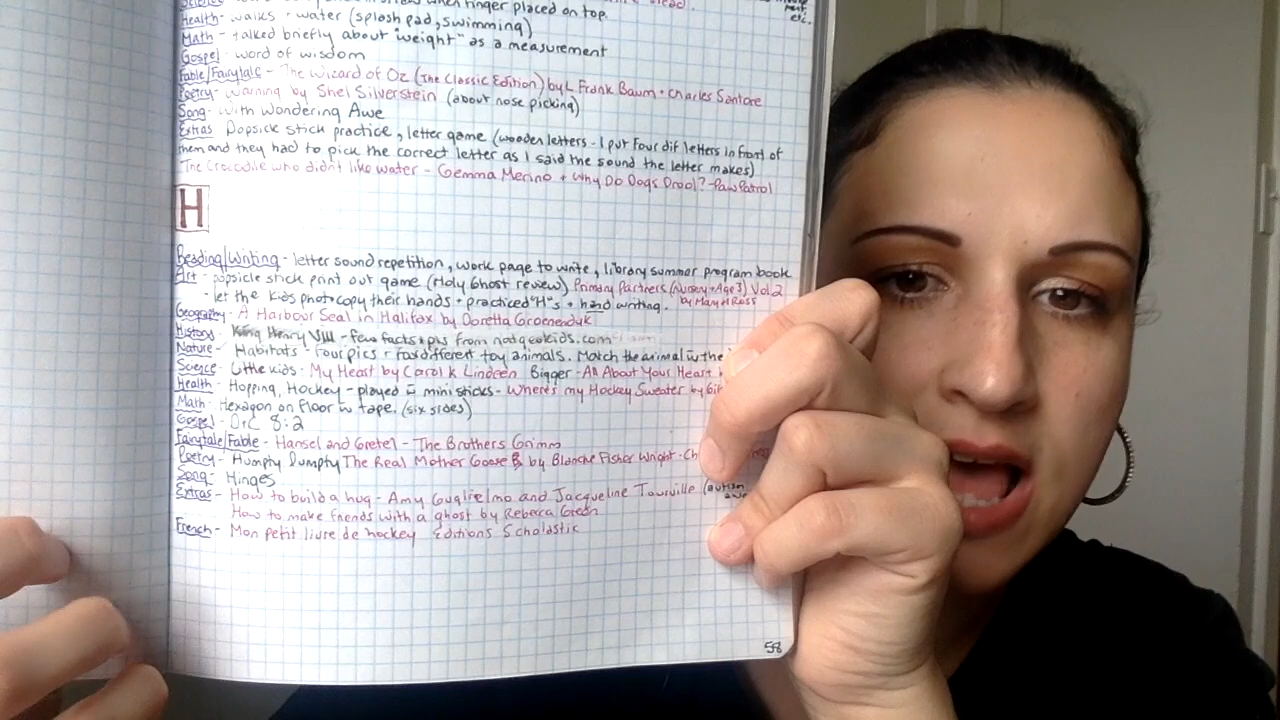 when finger placed on top.
Health - walks - water (splash pad, swimming)
Math - talked briefly about "weight" as a measurement
Gospel - word of wisdom
Fable/Fairytale - The Wizard of Oz (The Classic Edition) by L Frank Baum + Charles Santore
Poetry - Warning by Shel Silverstein (about nose picking)
Song - With Wondering Awe
Extras Popsicle stick practice, letter game (wooden letters - I put four dif letters in front of
them and they had to pick the correct letter as I said the sound the letter makes)
The Crocodile who didn't like water - Gemma Merino + Why Do Dogs Drool? - Paw Patrol
H
Reading/Writing - letter sound repetition, work page to write, library summer program book
Art - popsicle stick print out game (Holy Ghost review) Primary Partners (Nursery + Age 3) Vol. 2
- let the kids photocopy their hands + practiced "H"s + hand writing. by Mary H Ross
Geography - A Harbour Seal in Halifax by Doretta Groenendyk
History - King Henry VIII - few facts + pics from natgeokids.com
Nature - Habitats - four pics + four different toy animals. Match the animal w the
Science - Little kids - My Heart by Carol K Lindeen Bigger - All About Your Heart
Health - Hopping, Hockey - played w mini sticks - Where's my Hockey Sweater by
Math - Hexagon on floor w tape. (six sides)
Gospel - D+C 8:2
Fairytale/Fable - Hansel and Gretel - The Brothers Grimm
Poetry - Humpty Dumpty The Real Mother Goose by Blanche Fisher Wright -
Song - Hinges
Extras - How to build a hug - Amy Guglielmo and Jacqueline Tourville (autism
How to make friends with a ghost by Rebecca Green
French - Mon petit livre de hockey Éditions Scholastic
58